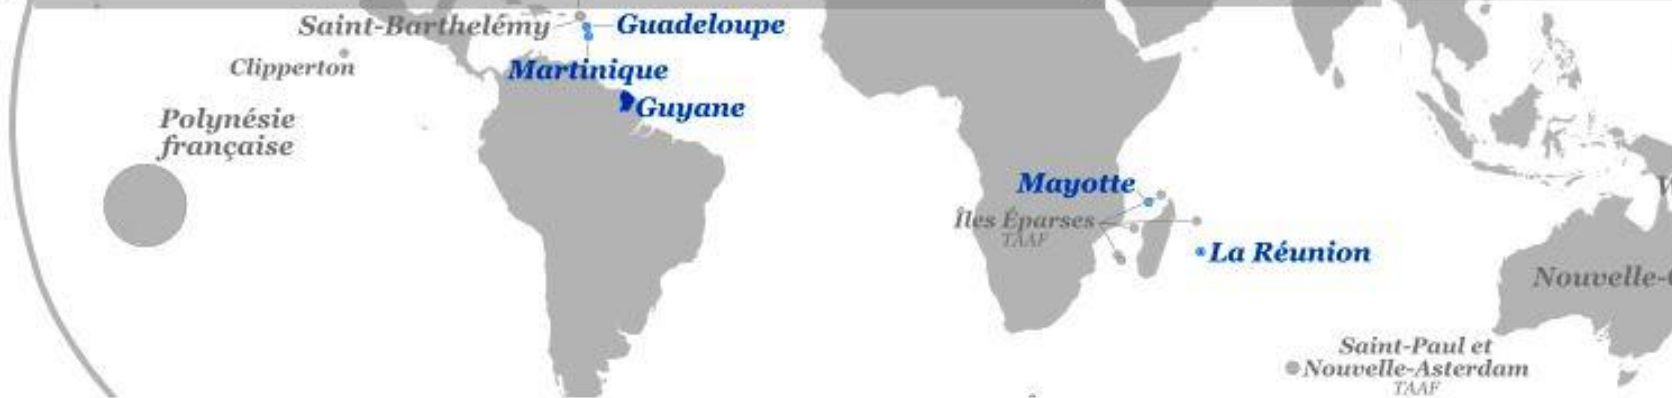 Saint-Barthelémy
Guadeloupe
Clipperton
Martinique
Guyane
Polynésie
française
Mayotte
Îles Éparses
TAAF
La Réunion
Nouvelle-
Saint-Paul et
Nouvelle-Asterdam
TAAF